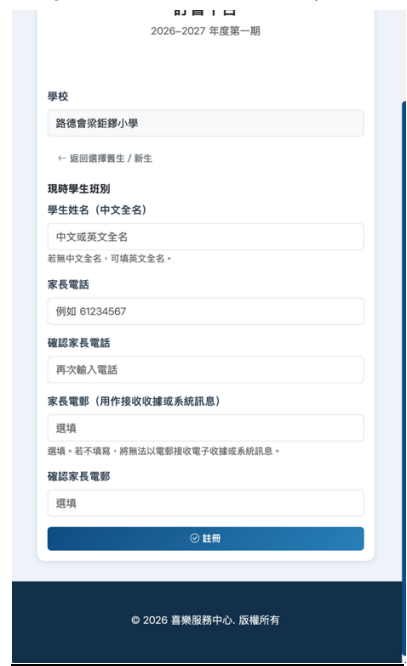 2026–2027 年度第一期
學校
路德會梁鉅鏐小學
← 返回選擇舊生 / 新生
現時學生班別
學生姓名（中文全名）
中文或英文全名
若無中文全名，可填英文全名。
家長電話
例如 61234567
確認家長電話
再次輸入電話
家長電郵（用作接收收據或系統訊息）
選填
選填。若不填寫，將無法以電郵接收電子收據或系統訊息。
確認家長電郵
選填
註冊
© 2026 喜樂服務中心. 版權所有